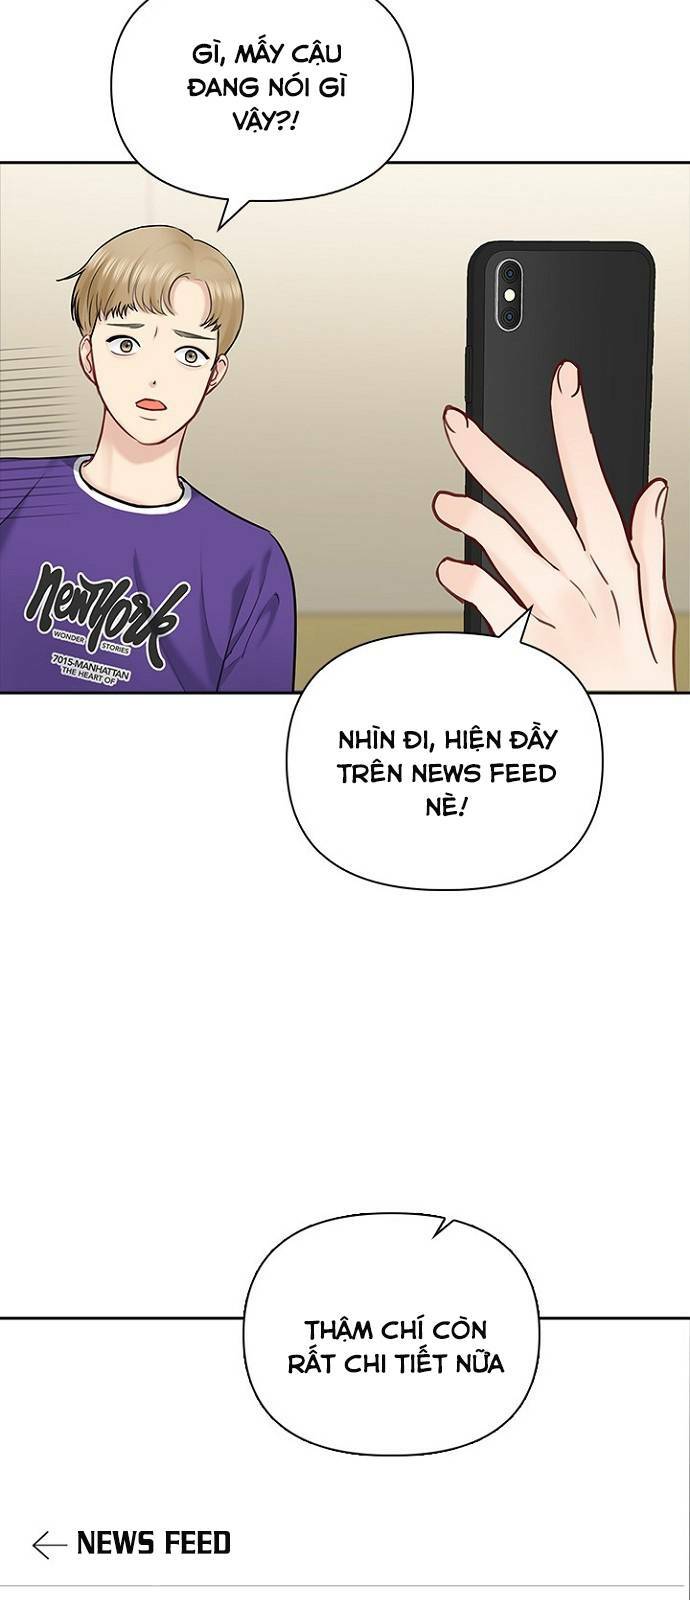 GÌ, MẤY CẬU
ĐANG NÓI GÌ
VẬY?!
NewYork
WONDER STORIES
7015-MANHATTAN
THE HEART OF
NHÌN ĐI, HIỆN ĐẦY
TRÊN NEWS FEED
NÈ!
THẬM CHÍ CÒN
RẤT CHI TIẾT NỮA
← NEWS FEED